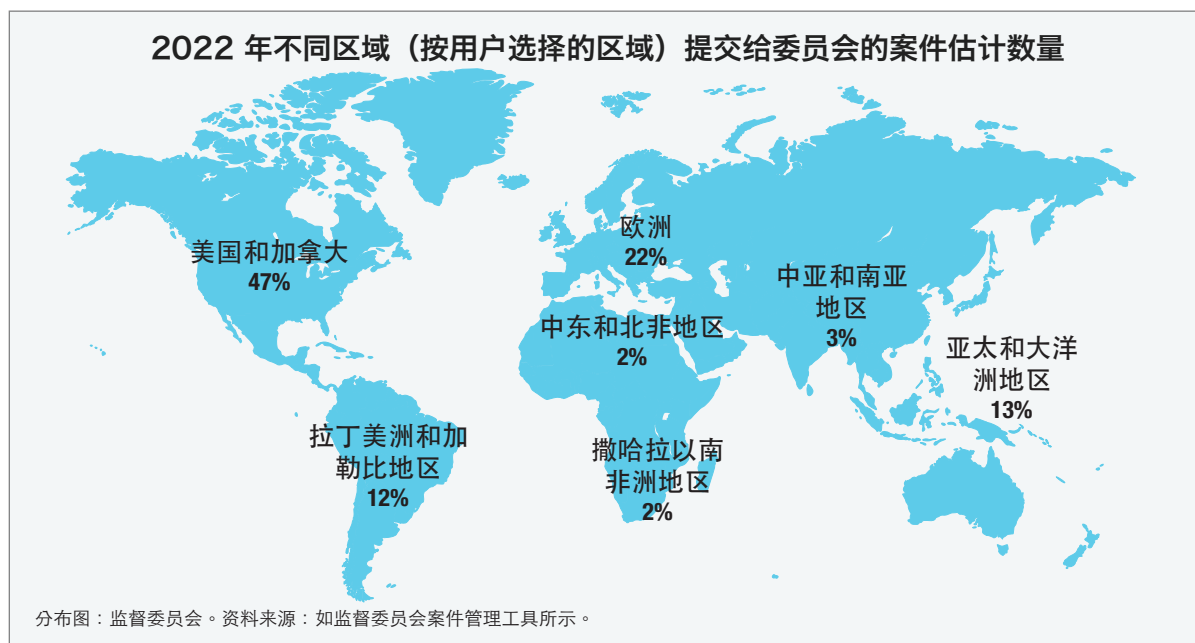 2022 年不同区域（按用户选择的区域）提交给委员会的案件估计数量
美国和加拿大
47%
欧洲
22%
中亚和南亚
地区
3%
中东和北非地区
2%
亚太和大洋
洲地区
13%
拉丁美洲和加
勒比地区
12%
撒哈拉以南
非洲地区
2%
分布图：监督委员会。资料来源：如监督委员会案件管理工具所示。